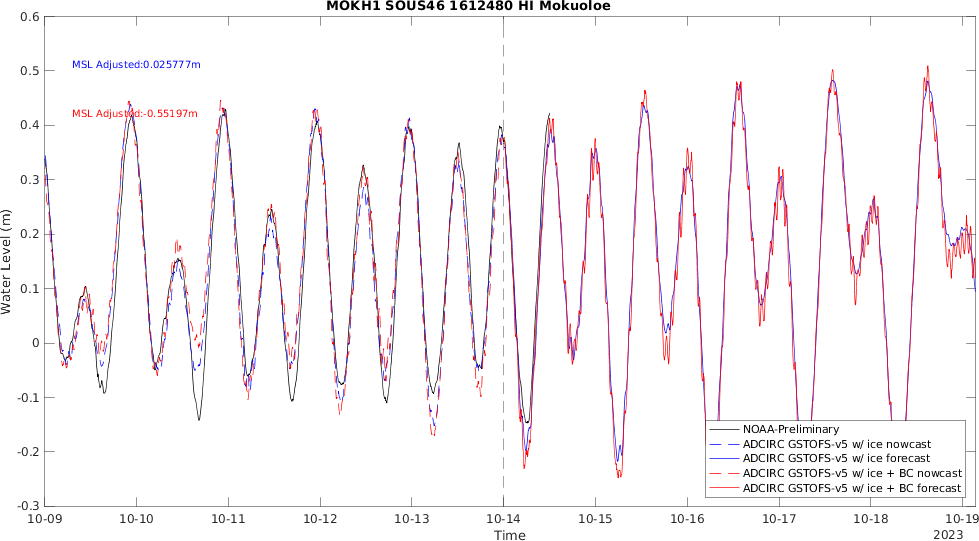 MOKH1 SOUS46 1612480 HI Mokuoloe
0.6
0.5
0.4
0.3
0.2
0.1
0
-0.1
-0.2
-0.3
Water Level (m)
MSL Adjusted:0.025777m
MSL Adjusted:-0.55197m
NOAA-Preliminary
ADCIRC GSTOFS-v5 w/ ice nowcast
ADCIRC GSTOFS-v5 w/ ice forecast
ADCIRC GSTOFS-v5 w/ ice + BC nowcast
ADCIRC GSTOFS-v5 w/ ice + BC forecast
10-09 10-10 10-11 10-12 10-13 10-14 10-15 10-16 10-17 10-18 10-19
Time
2023